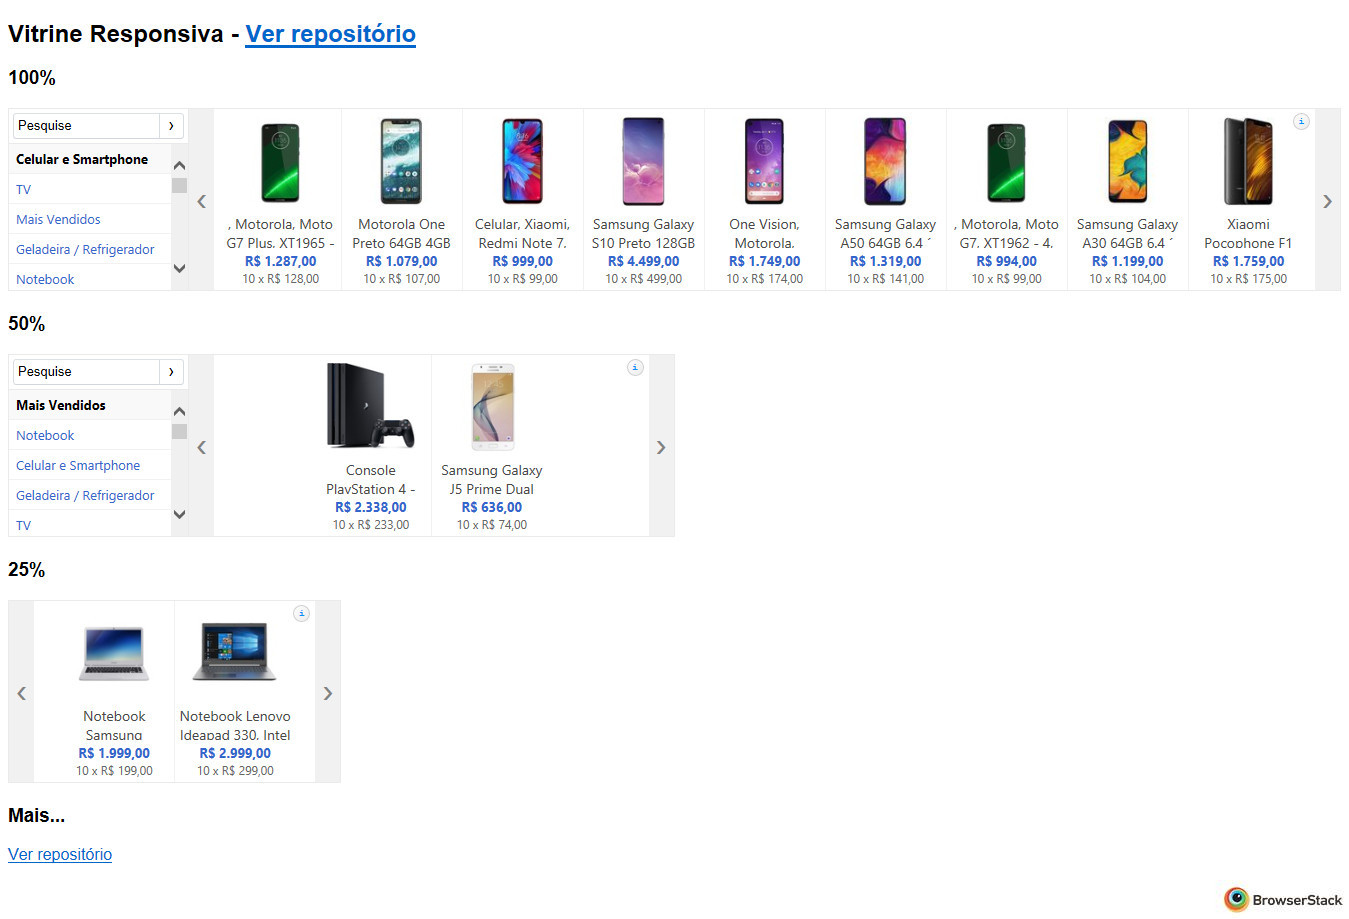 Vitrine Responsiva - Ver repositório
100%
Pesquise
Celular e Smartphone
TV
Mais Vendidos
Geladeira / Refrigerador
Notebook
, Motorola, Moto
G7 Plus. XT1965 -
R$ 1.287,00
10 x R$ 128,00
Motorola One
Preto 64GB 4GB
R$ 1.079,00
10 x R$ 107,00
Celular, Xiaomi,
Redmi Note 7.
R$ 999,00
10 x R$ 99,00
Samsung Galaxy
S10 Preto 128GB
R$ 4.499,00
10 x R$ 499,00
One Vision,
Motorola.
R$ 1.749,00
10 x R$ 174,00
Samsung Galaxy
A50 64GB 6.4 ´
R$ 1.319,00
10 x R$ 141,00
, Motorola, Moto
G7. XT1962 - 4.
R$ 994,00
10 x R$ 99,00
Samsung Galaxy
A30 64GB 6.4 ´
R$ 1.199,00
10 x R$ 104,00
Xiaomi
Pocophone F1
R$ 1.759,00
10 x R$ 175,00
50%
Pesquise
Mais Vendidos
Notebook
Celular e Smartphone
Geladeira / Refrigerador
TV
Console
PlayStation 4 -
R$ 2.338,00
10 x R$ 233,00
Samsung Galaxy
J5 Prime Dual
R$ 636,00
10 x R$ 74,00
25%
Notebook
Samsung
R$ 1.999,00
10 x R$ 199,00
Notebook Lenovo
Ideapad 330. Intel
R$ 2.999,00
10 x R$ 299,00
Mais...
Ver repositório
BrowserStack